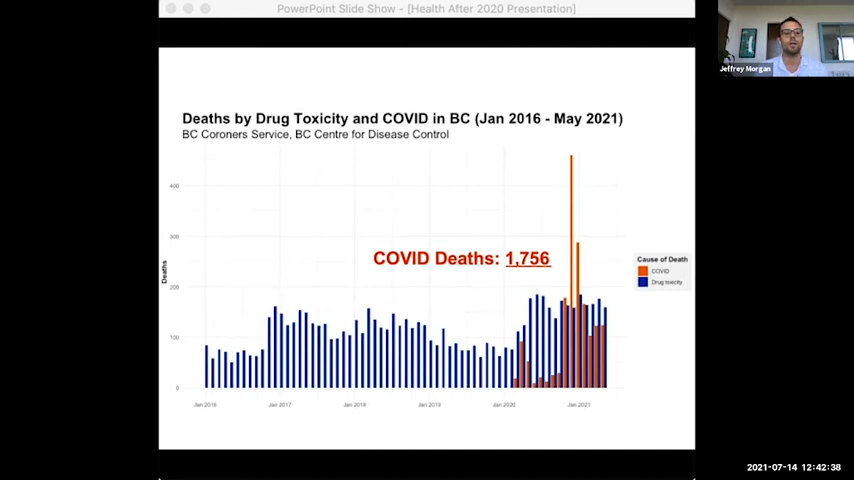 PowerPoint Slide Show - [Health After 2020 Presentation]
Jeffrey Morgan
Deaths by Drug Toxicity and COVID in BC (Jan 2016 - May 2021)
BC Coroners Service, BC Centre for Disease Control
400
300
200
100
0
Deaths
COVID Deaths: 1,756
Cause of Death
COVID
Drug toxicity
Jan 2016
Jan 2017
Jan 2018
Jan 2019
Jan 2020
Jan 2021
2021-07-14 12:42:38